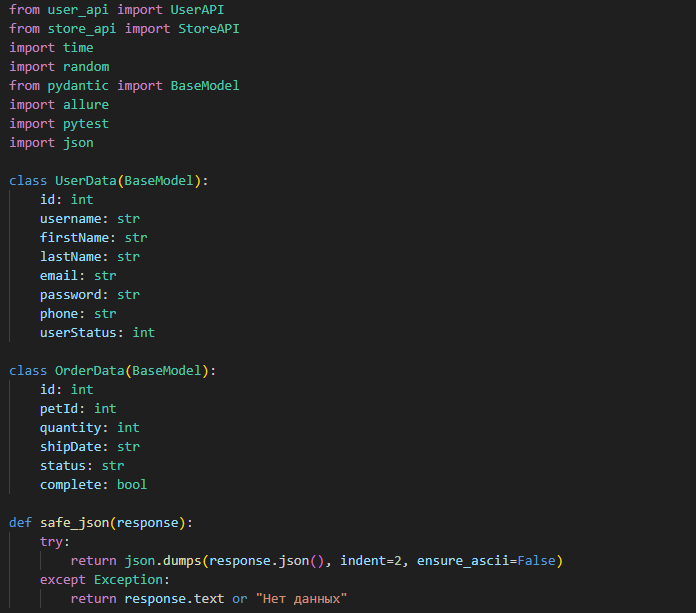 from user_api import UserAPI
from store_api import StoreAPI
import time
import random
from pydantic import BaseModel
import allure
import pytest
import json

class UserData(BaseModel):
    id: int
    username: str
    firstName: str
    lastName: str
    email: str
    password: str
    phone: str
    userStatus: int

class OrderData(BaseModel):
    id: int
    petId: int
    quantity: int
    shipDate: str
    status: str
    complete: bool

def safe_json(response):
    try:
        return json.dumps(response.json(), indent=2, ensure_ascii=False)
    except Exception:
        return response.text or "Нет данных"